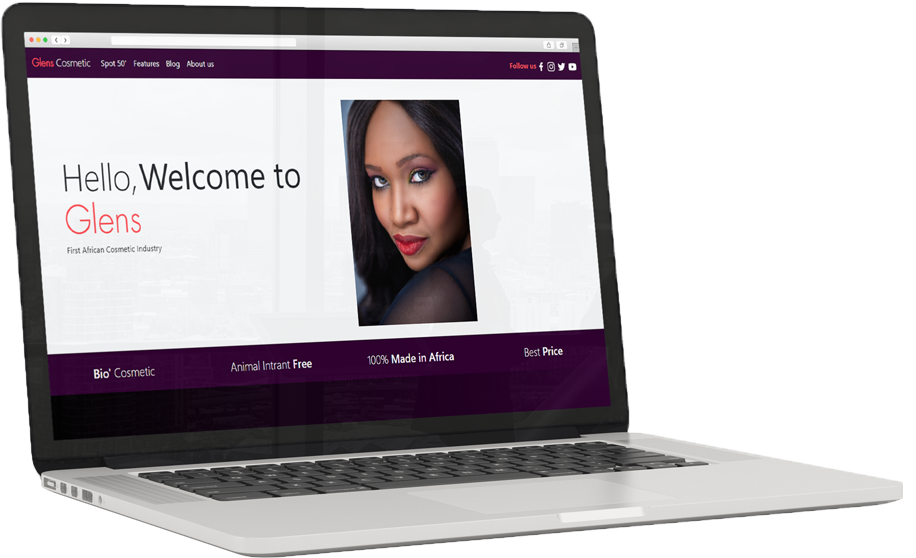 Glens Cosmetic Spot 50' Features Blog About us Follow us
Hello, Welcome to
Glens
First African Cosmetic Industry
Bio' Cosmetic Animal Intrant Free 100% Made in Africa Best Price